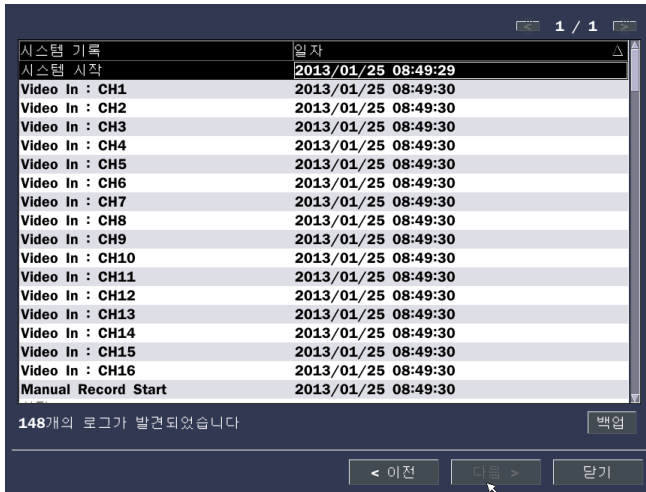 < 1 / 1 >
시스템 기록 일자 △
시스템 시작 2013/01/25 08:49:29
Video In : CH1 2013/01/25 08:49:30
Video In : CH2 2013/01/25 08:49:30
Video In : CH3 2013/01/25 08:49:30
Video In : CH4 2013/01/25 08:49:30
Video In : CH5 2013/01/25 08:49:30
Video In : CH6 2013/01/25 08:49:30
Video In : CH7 2013/01/25 08:49:30
Video In : CH8 2013/01/25 08:49:30
Video In : CH9 2013/01/25 08:49:30
Video In : CH10 2013/01/25 08:49:30
Video In : CH11 2013/01/25 08:49:30
Video In : CH12 2013/01/25 08:49:30
Video In : CH13 2013/01/25 08:49:30
Video In : CH14 2013/01/25 08:49:30
Video In : CH15 2013/01/25 08:49:30
Video In : CH16 2013/01/25 08:49:30
Manual Record Start 2013/01/25 08:49:30
148개의 로그가 발견되었습니다 백업
< 이전 다음 > 닫기